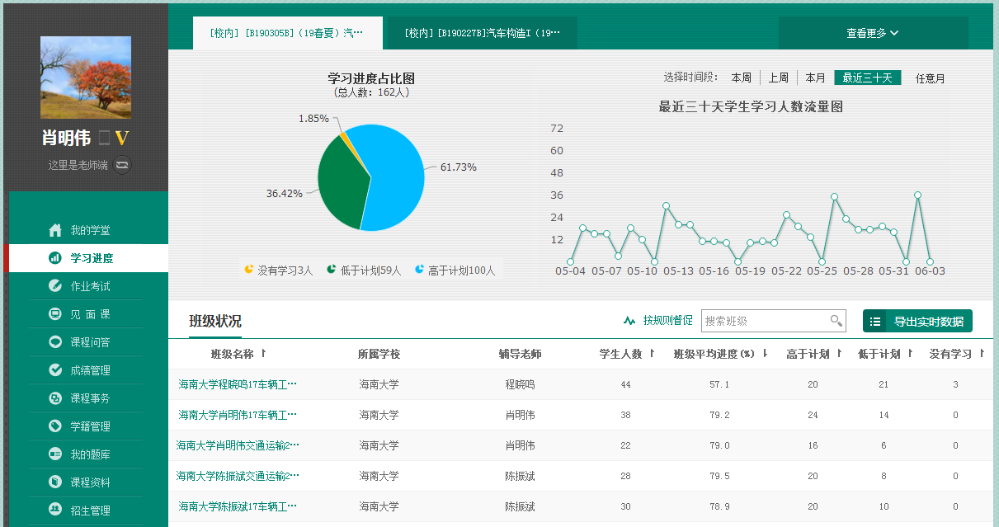 [校内] [B190305B]（19春夏）汽…
[校内] [B190227B]汽车构造I（19…
查看更多
肖明伟 V
这里是老师端
我的学堂
学习进度
作业考试
见 面 课
课程问答
成绩管理
课程事务
学籍管理
我的题库
课程资料
招生管理
学习进度占比图
(总人数：162人)
1.85%
61.73%
36.42%
没有学习3人 低于计划59人 高于计划100人
选择时间段： 本周 上周 本月 最近三十天 任意月
最近三十天学生学习人数流量图
72
60
48
36
24
12
05-04 05-07 05-10 05-13 05-16 05-19 05-22 05-25 05-28 05-31 06-03
班级状况
按规则督促 搜索班级 导出实时数据
班级名称 所属学校 辅导老师 学生人数 班级平均进度(%) 高于计划 低于计划 没有学习
海南大学程晓鸣17车辆工… 海南大学 程晓鸣 44 57.1 20 21 3
海南大学肖明伟17车辆工… 海南大学 肖明伟 38 79.2 24 14 0
海南大学肖明伟交通运输2… 海南大学 肖明伟 22 79.0 16 6 0
海南大学陈振斌交通运输2… 海南大学 陈振斌 28 79.5 20 8 0
海南大学陈振斌17车辆工… 海南大学 陈振斌 30 78.9 20 10 0